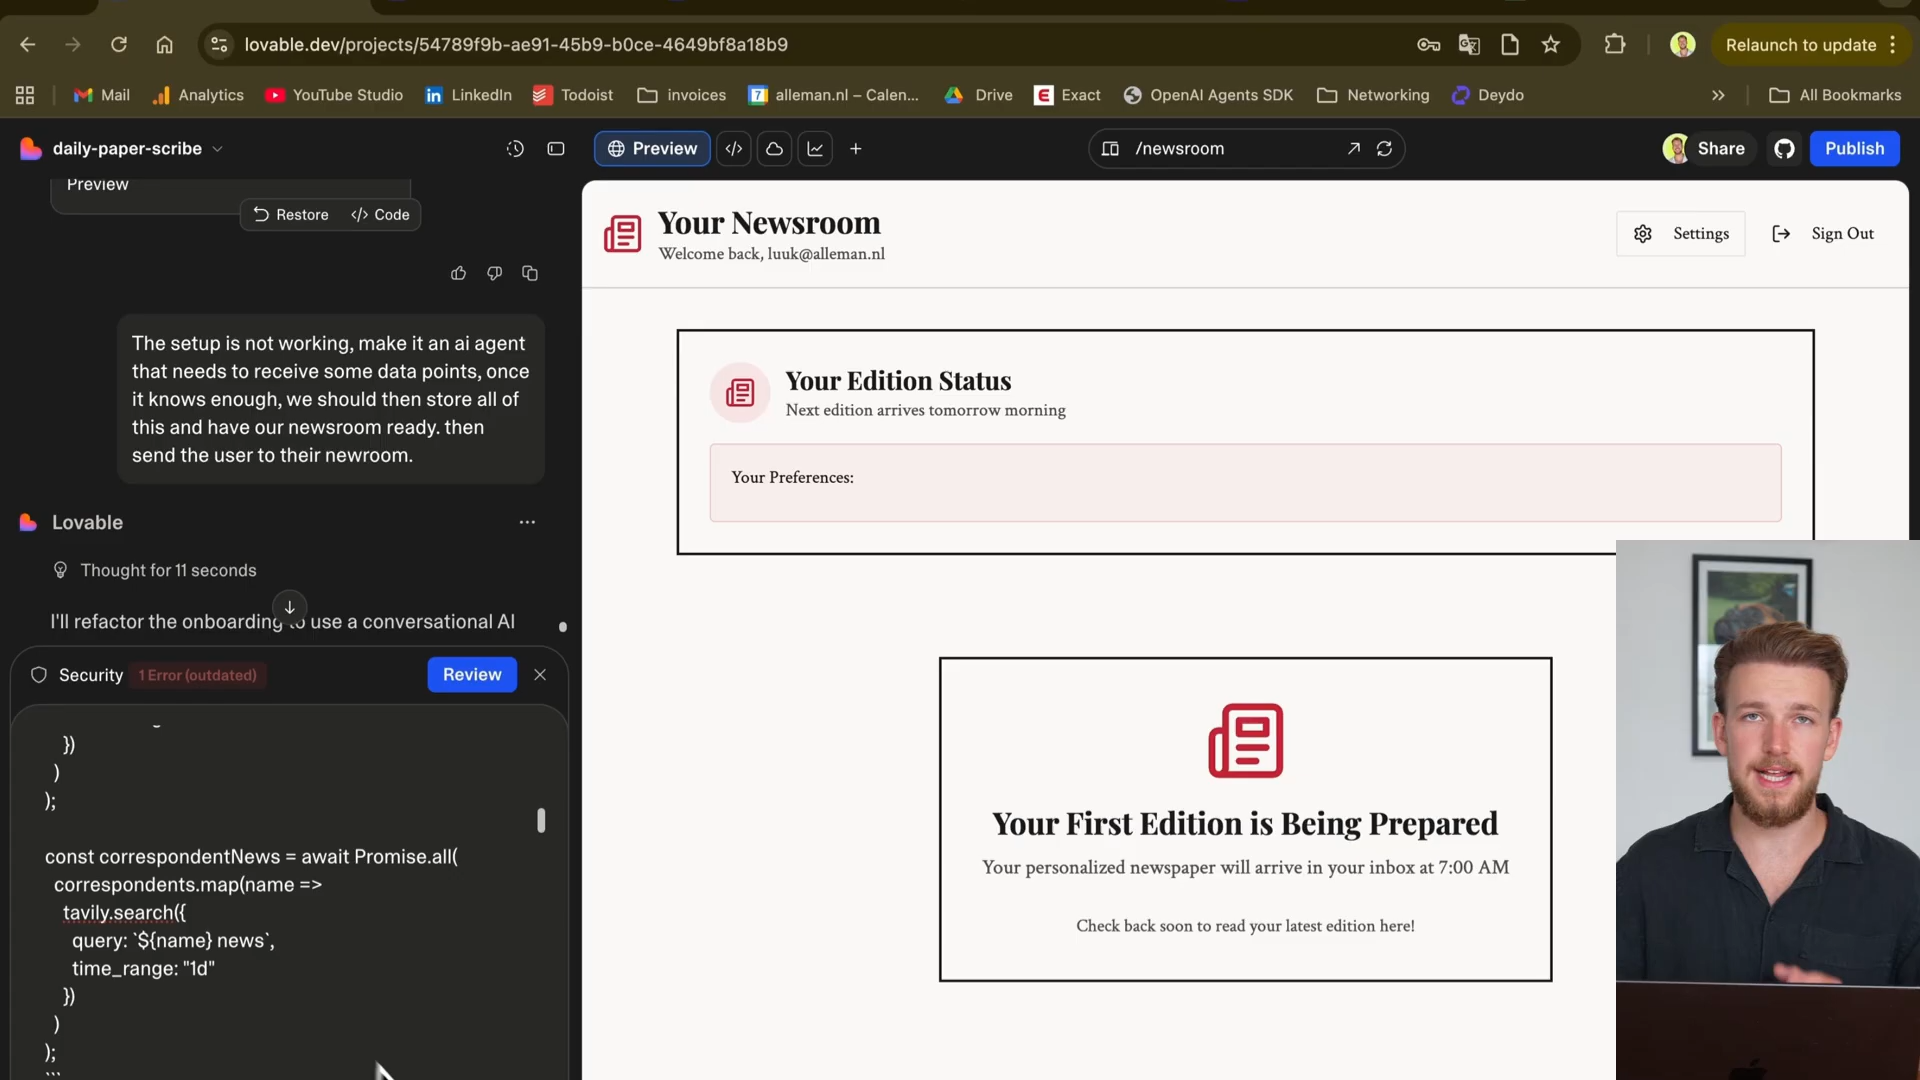 lovable.dev/projects/54789f9b-ae91-45b9-b0ce-4649bf8a18b9
Relaunch to update
Mail
Analytics
YouTube Studio
LinkedIn
Todoist
invoices
7
alleman.nl – Calen...
Drive
Exact
OpenAI Agents SDK
Networking
Deydo
All Bookmarks
daily-paper-scribe
Preview
/newsroom
Share
Publish
Preview
Restore
Code
The setup is not working, make it an ai agent
that needs to receive some data points, once
it knows enough, we should then store all of
this and have our newsroom ready. then
send the user to their newroom.
Lovable
Thought for 11 seconds
I'll refactor the onboarding to use a conversational AI
Security
1 Error (outdated)
Review
})
)
);
const correspondentNews = await Promise.all(
correspondents.map(name =>
tavily.search({
query: `${name} news`,
time_range: "1d"
})
)
);
```
Your Newsroom
Welcome back, luuk@alleman.nl
Settings
Sign Out
Your Edition Status
Next edition arrives tomorrow morning
Your Preferences:
Your First Edition is Being Prepared
Your personalized newspaper will arrive in your inbox at 7:00 AM
Check back soon to read your latest edition here!